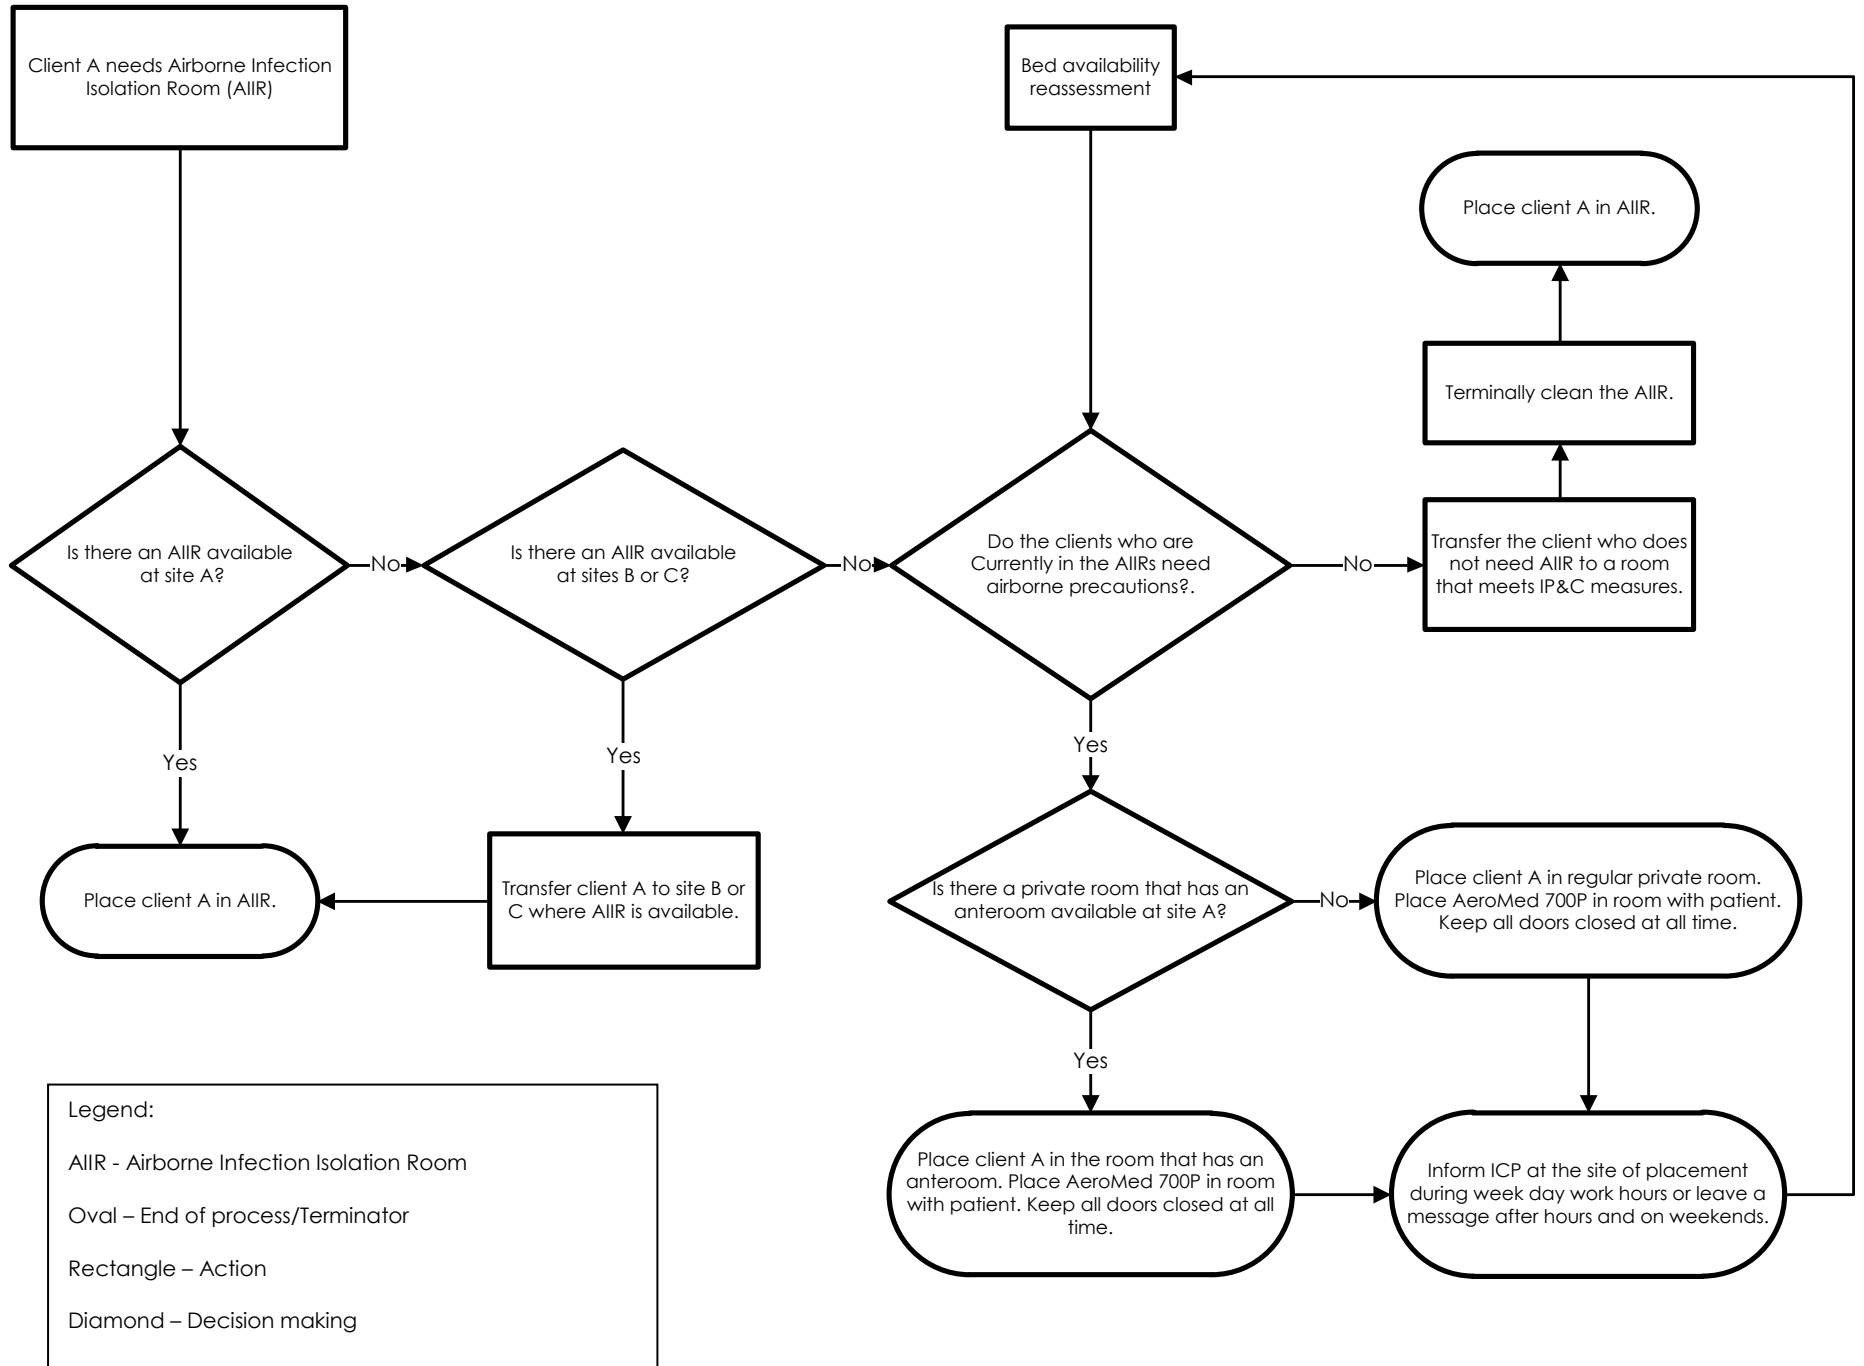 Client A needs Airborne Infection
Isolation Room (AIIR)
Bed availability
reassessment
Place client A in AIIR.
Terminally clean the AIIR.
Is there an AIIR available
at site A?
No
Is there an AIIR available
at sites B or C?
No
Do the clients who are
Currently in the AIIRs need
airborne precautions?.
No
Transfer the client who does
not need AIIR to a room
that meets IP&C measures.
Yes
Yes
Yes
Place client A in AIIR.
Transfer client A to site B or
C where AIIR is available.
Is there a private room that has an
anteroom available at site A?
No
Place client A in regular private room.
Place AeroMed 700P in room with patient.
Keep all doors closed at all time.
Yes
Place client A in the room that has an
anteroom. Place AeroMed 700P in room
with patient. Keep all doors closed at all
time.
Inform ICP at the site of placement
during week day work hours or leave a
message after hours and on weekends.
Legend:
AIIR - Airborne Infection Isolation Room
Oval – End of process/Terminator
Rectangle – Action
Diamond – Decision making